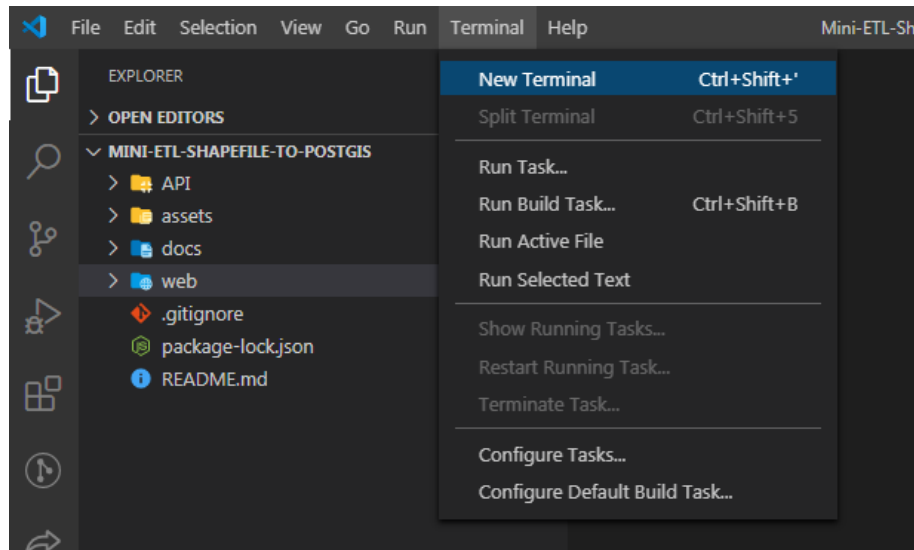 File Edit Selection View Go Run Terminal Help Mini-ETL-Sh
EXPLORER
OPEN EDITORS
MINI-ETL-SHAPEFILE-TO-POSTGIS
API
assets
docs
web
.gitignore
package-lock.json
README.md
New Terminal Ctrl+Shift+'
Split Terminal Ctrl+Shift+5
Run Task...
Run Build Task... Ctrl+Shift+B
Run Active File
Run Selected Text
Show Running Tasks...
Restart Running Task...
Terminate Task...
Configure Tasks...
Configure Default Build Task...